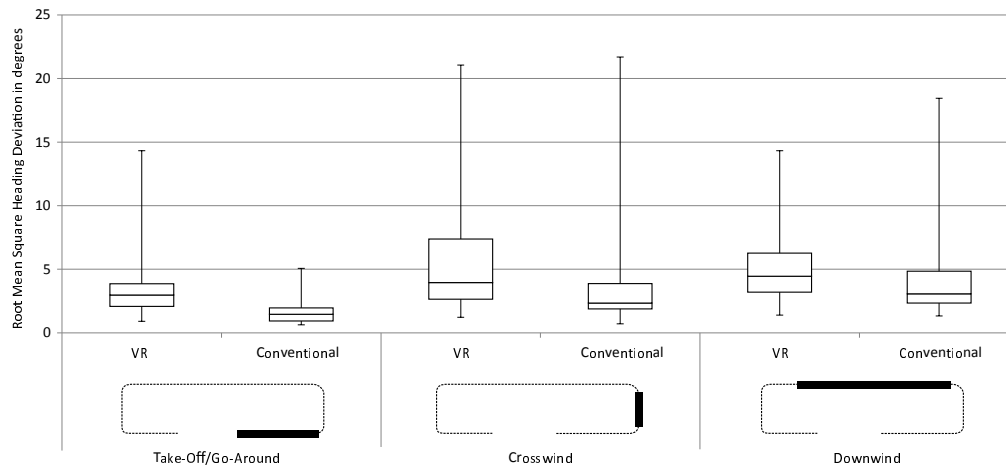 Root Mean Square Heading Deviation in degrees
25
20
15
10
5
0
VR
Conventional
VR
Conventional
VR
Conventional
Take-Off/Go-Around
Crosswind
Downwind